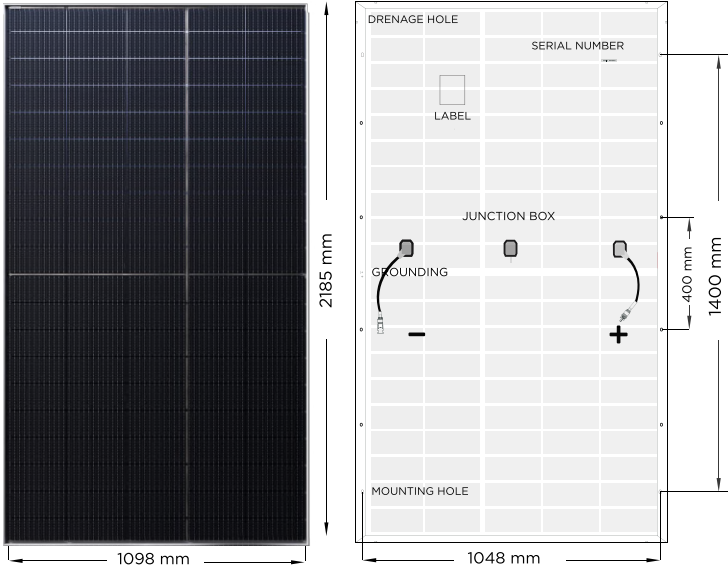 DRENAGE HOLE
SERIAL NUMBER
LABEL
JUNCTION BOX
GROUNDING
2185 mm
400 mm
1400 mm
−
+
MOUNTING HOLE
1098 mm
1048 mm